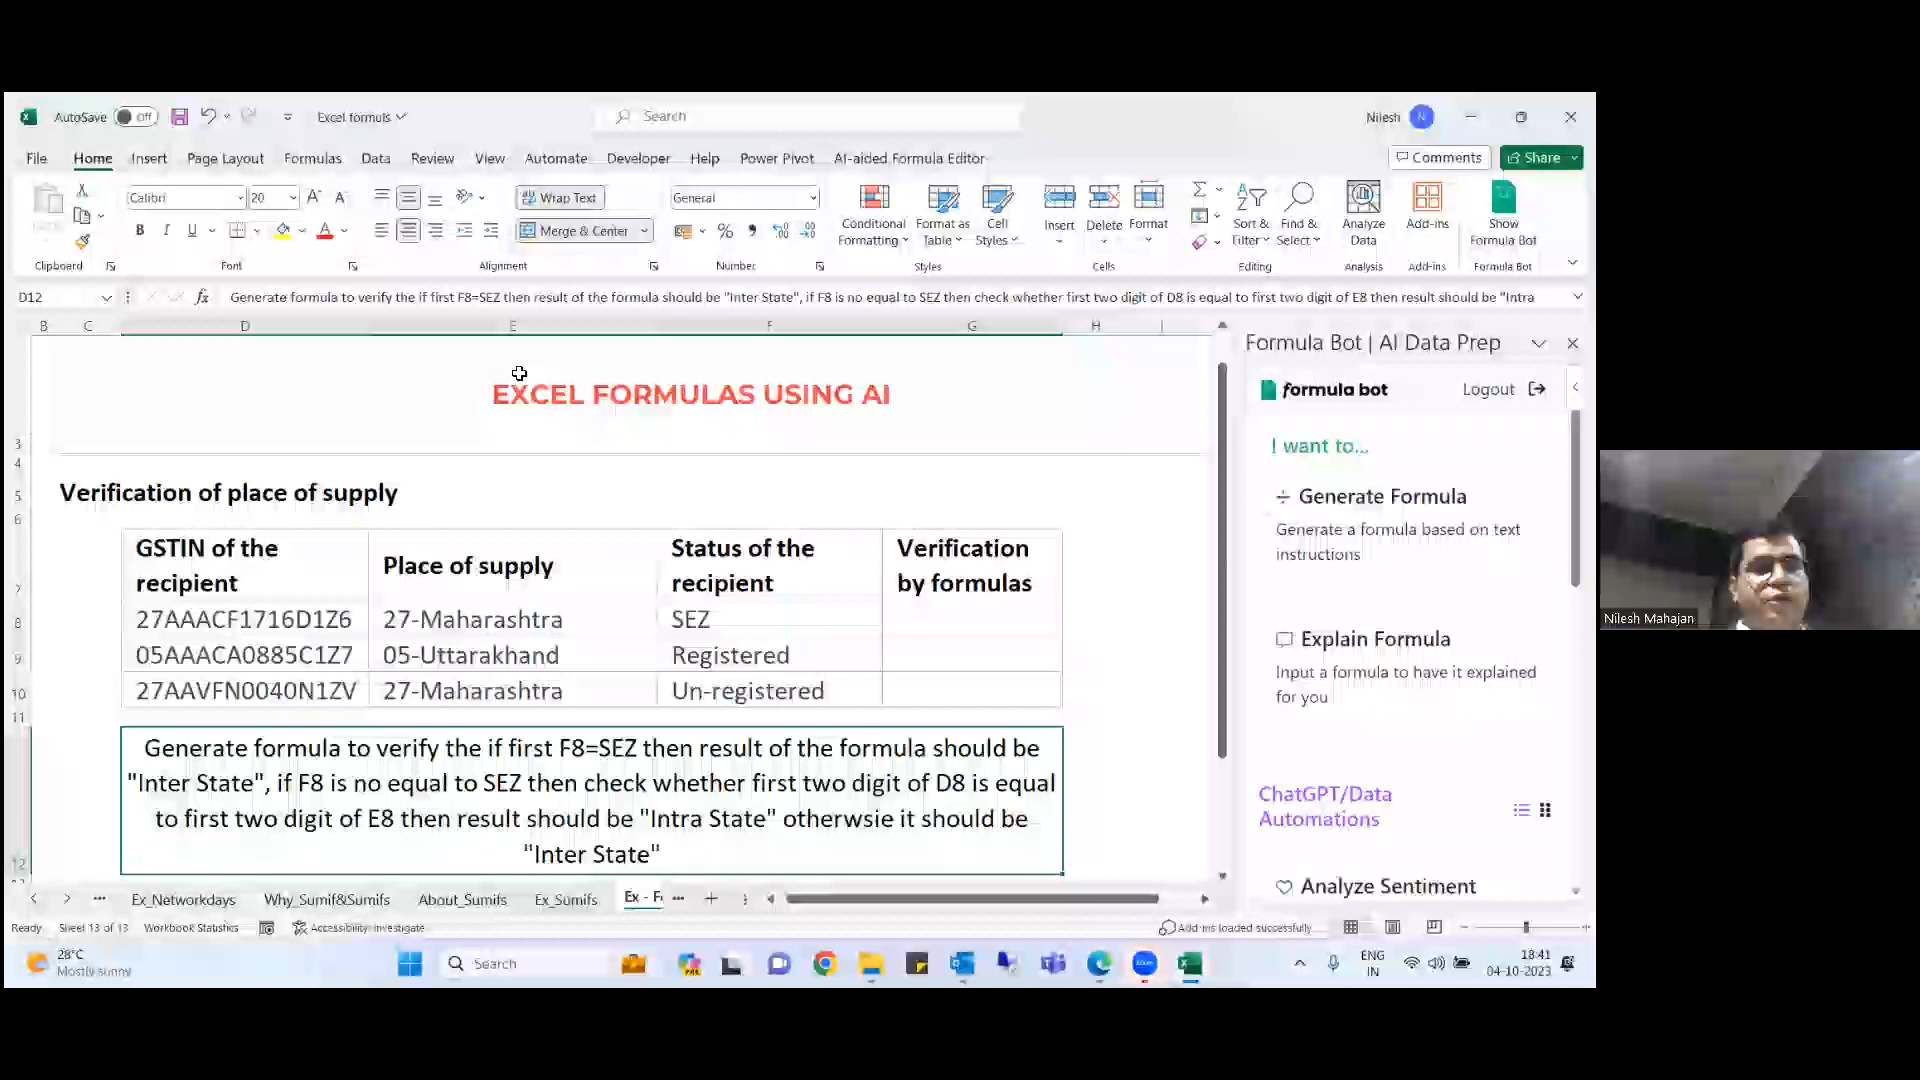 AutoSave Off Excel formuls Search Nilesh N
File Home Insert Page Layout Formulas Data Review View Automate Developer Help Power Pivot AI-aided Formula Editor Comments Share
Calibri 20 Wrap Text General
Conditional Formatting Format as Table Cell Styles Insert Delete Format Sort & Filter Find & Select Analyze Data Add-ins Show Formula Bot
B I U Merge & Center
Clipboard Font Alignment Number Styles Cells Editing Analysis Add-ins Formula Bot
D12 fx Generate formula to verify the if first F8=SEZ then result of the formula should be "Inter State", if F8 is no equal to SEZ then check whether first two digit of D8 is equal to first two digit of E8 then result should be "Intra
B C D E F G H I
EXCEL FORMULAS USING AI
3
4
5 Verification of place of supply
6
7 GSTIN of the recipient Place of supply Status of the recipient Verification by formulas
8 27AAACF1716D1Z6 27-Maharashtra SEZ
9 05AAACA0885C1Z7 05-Uttarakhand Registered
10 27AAVFN0040N1ZV 27-Maharashtra Un-registered
11
Generate formula to verify the if first F8=SEZ then result of the formula should be
"Inter State", if F8 is no equal to SEZ then check whether first two digit of D8 is equal
to first two digit of E8 then result should be "Intra State" otherwsie it should be
12 "Inter State"
Formula Bot | AI Data Prep
formula bot Logout
I want to...
Generate Formula
Generate a formula based on text
instructions
Explain Formula
Input a formula to have it explained
for you
ChatGPT/Data
Automations
Analyze Sentiment
Ex_Networkdays Why_Sumif&Sumifs About_Sumifs Ex_Sumifs Ex - F
Ready Sheet 13 of 13 Workbook Statistics Accessibility: Investigate Add-ins loaded successfully
28°C
Mostly sunny
Search
ENG
IN
18:41
04-10-2023
Nilesh Mahajan